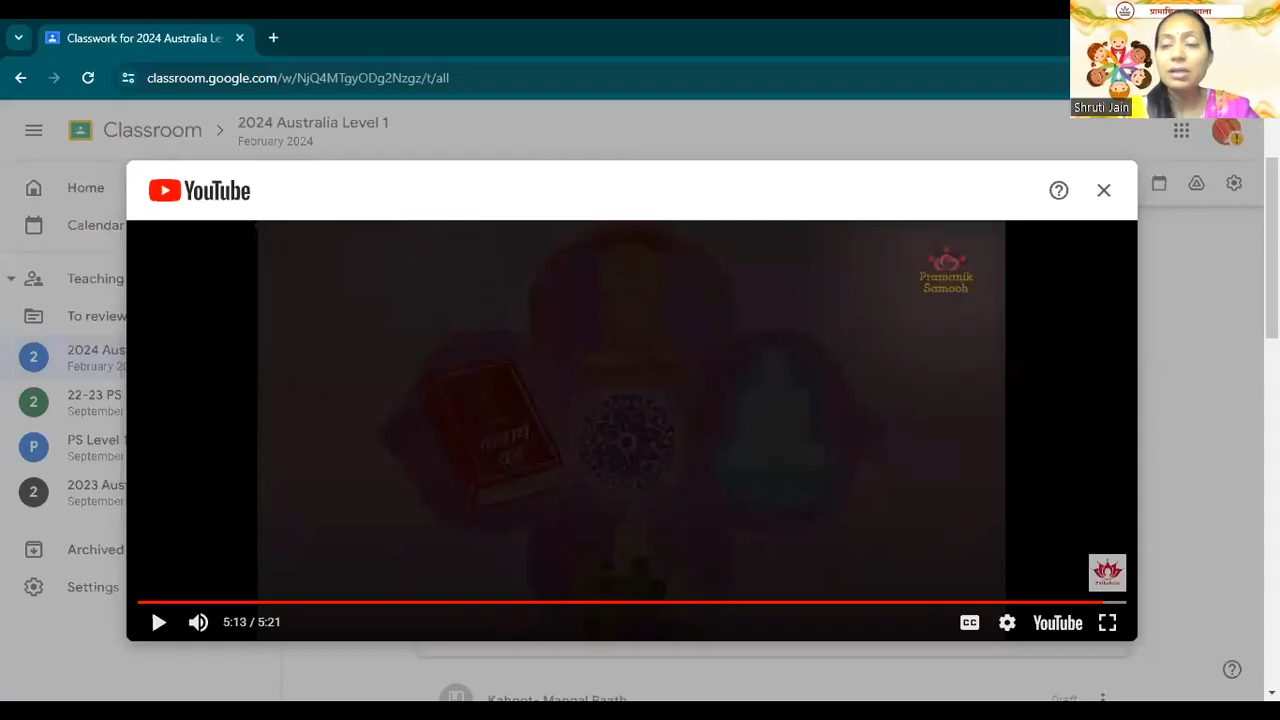 Classwork for 2024 Australia Le
classroom.google.com/w/NjQ4MTgyODg2Nzgz/t/all
Shruti Jain
Classroom
2024 Australia Level 1
February 2024
YouTube
Home
Calendar
Teaching
To review
2
2024 Aus
February 20
2
22-23 PS
September
P
PS Level 1
September
2
2023 Aus
September
Archived
Settings
Pramanik
Samooh
5:13 / 5:21
CC
YouTube
Kahoot- Mangal Paath
Draft